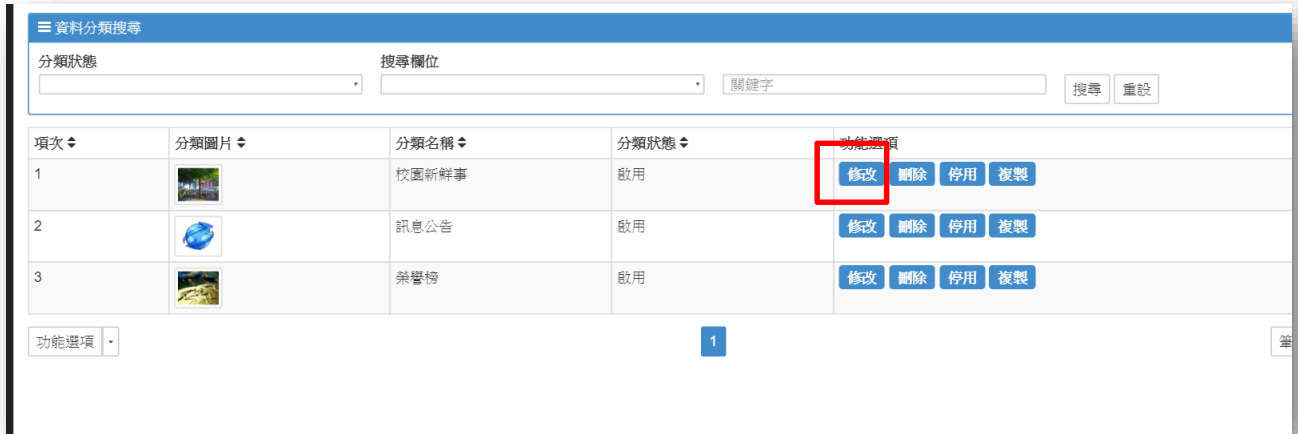 資料分類搜尋
分類狀態 搜尋欄位
關鍵字 搜尋 重設
項次 分類圖片 分類名稱 分類狀態 功能選項
1 校園新鮮事 啟用 修改 刪除 停用 複製
2 訊息公告 啟用 修改 刪除 停用 複製
3 榮譽榜 啟用 修改 刪除 停用 複製
功能選項 1 筆